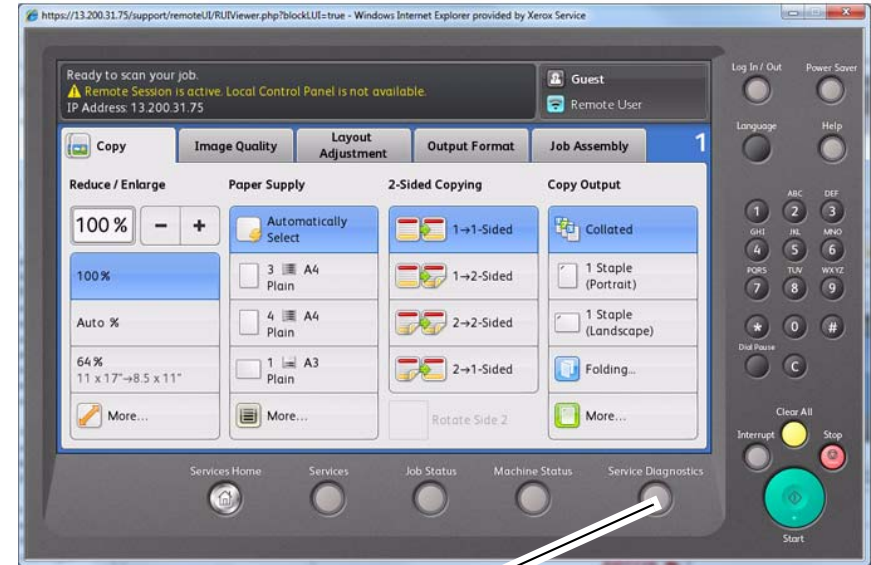 https://13.200.31.75/support/remoteUI/RUIViewer.php?blockLUI=true - Windows Internet Explorer provided by Xerox Service
Ready to scan your job.
Remote Session is active. Local Control Panel is not available.
IP Address: 13.200.31.75
Guest
Remote User
Log In / Out
Power Saver
Language
Help
Copy
Image Quality
Layout
Adjustment
Output Format
Job Assembly
1
Reduce / Enlarge
100 %
−
+
100 %
Auto %
64 %
11 x 17"→8.5 x 11"
More...
Paper Supply
Automatically
Select
3 A4
Plain
4 A4
Plain
1 A3
Plain
More...
2-Sided Copying
1→1-Sided
1→2-Sided
2→2-Sided
2→1-Sided
Rotate Side 2
Copy Output
Collated
1 Staple
(Portrait)
1 Staple
(Landscape)
Folding...
More...
ABC DEF
1 2 3
GHI JKL MNO
4 5 6
PQRS TUV WXYZ
7 8 9
* 0 #
Dial Pause
C
Clear All
Interrupt
Stop
Start
Services Home
Services
Job Status
Machine Status
Service Diagnostics